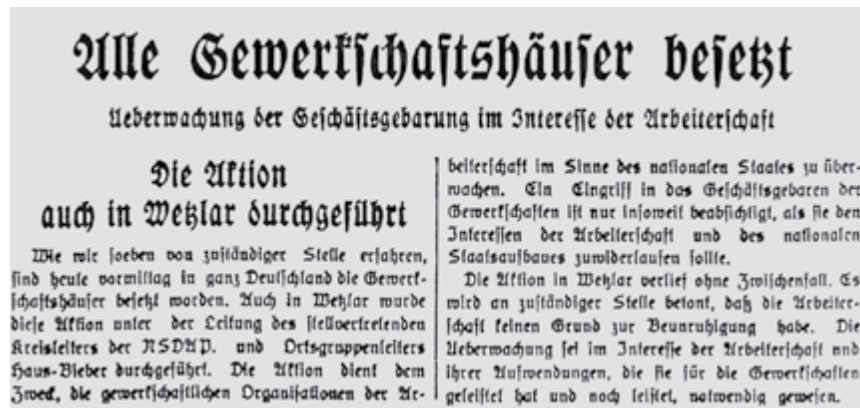 Alle Gewerkschaftshäuser besetzt
Ueberwachung der Geschäftsgebarung im Interesse der Arbeiterschaft
Die Aktion
auch in Wetzlar durchgeführt
Wie wir soeben von zuständiger Stelle erfahren,
sind heute vormittag in ganz Deutschland die Gewerk-
schaftshäuser besetzt worden. Auch in Wetzlar wurde
diese Aktion unter der Leitung des stellvertretenden
Kreisleiters der NSDAP. und Ortsgruppenleiters
Haus-Bieber durchgeführt. Die Aktion dient dem
Zweck, die gewerkschaftlichen Organisationen der Ar-
beiterschaft im Sinne des nationalen Staates zu über-
wachen. Ein Eingriff in das Geschäftsgebaren der
Gewerkschaften ist nur insoweit beabsichtigt, als sie den
Interessen der Arbeiterschaft und des nationalen
Staatsaufbaues zuwiderlaufen sollte.
Die Aktion in Wetzlar verlief ohne Zwischenfall. Es
wird an zuständiger Stelle betont, daß die Arbeiter-
schaft keinen Grund zur Beunruhigung habe. Die
Ueberwachung sei im Interesse der Arbeiterschaft und
ihrer Aufwendungen, die sie für die Gewerkschaften
geleistet hat und noch leistet, notwendig gewesen.